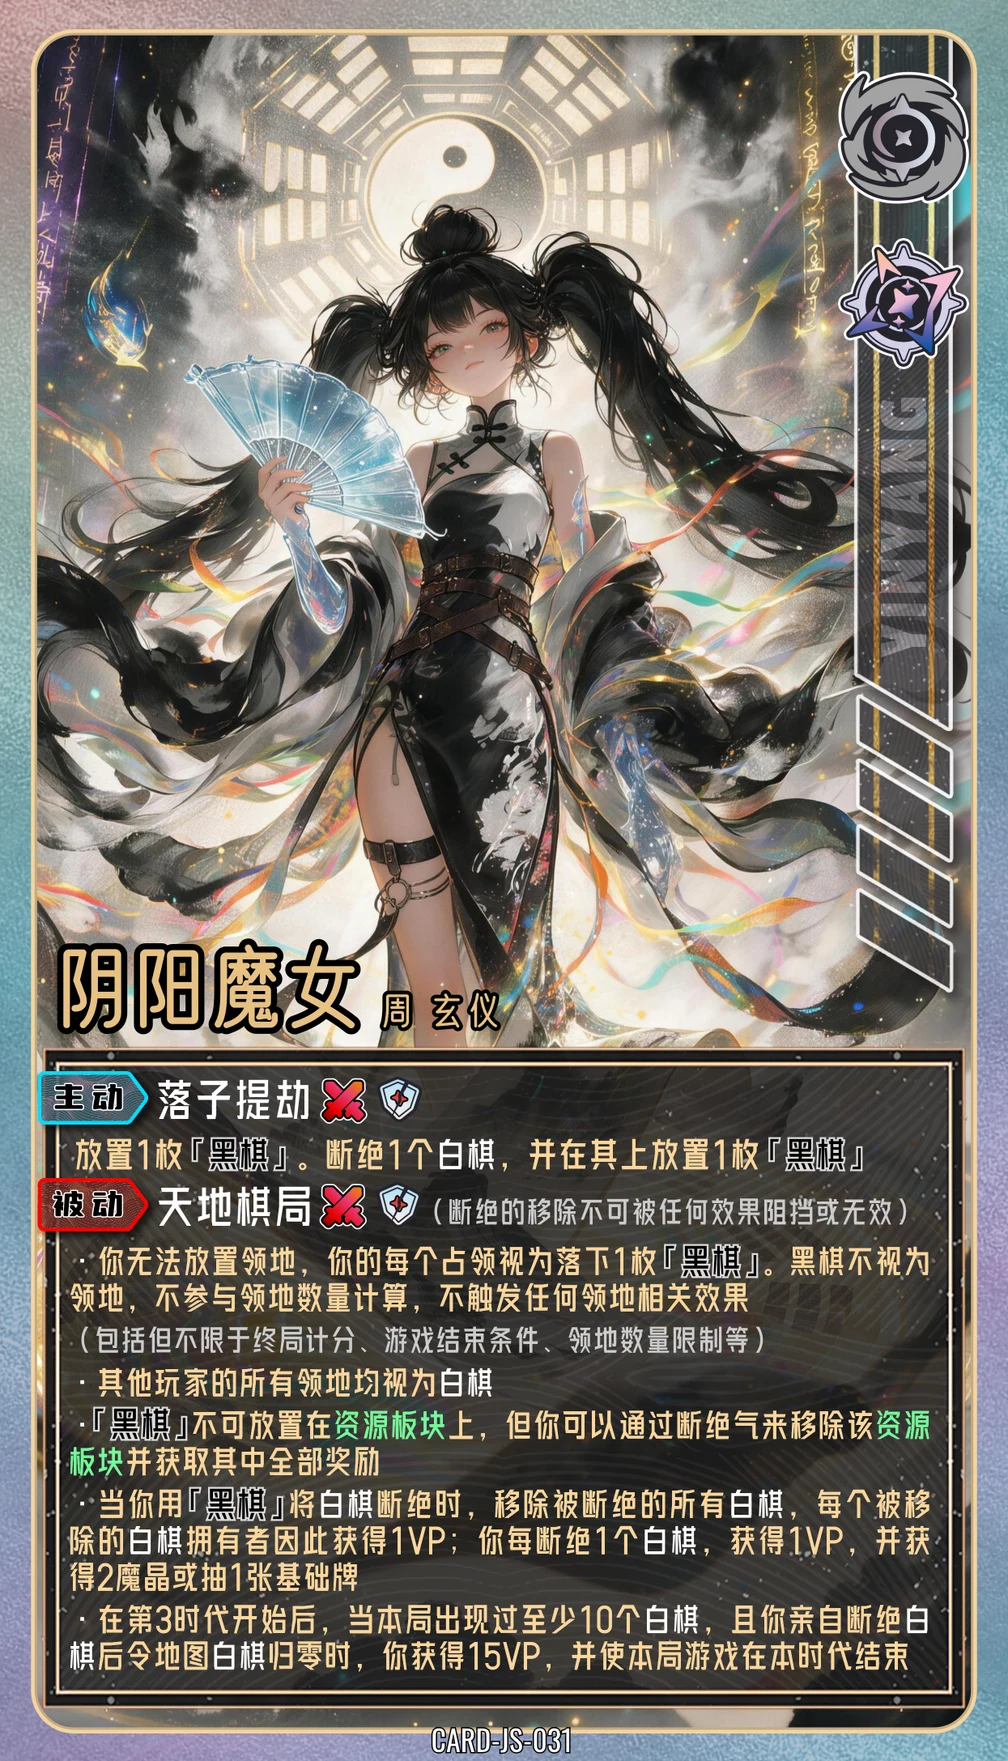 YINYANG
阴阳魔女 周 玄仪
主动 落子提劫
放置1枚『黑棋』。断绝1个白棋，并在其上放置1枚『黑棋』
被动 天地棋局（断绝的移除不可被任何效果阻挡或无效）
·你无法放置领地，你的每个占领视为落下1枚『黑棋』。黑棋不视为
领地，不参与领地数量计算，不触发任何领地相关效果
（包括但不限于终局计分、游戏结束条件、领地数量限制等）
·其他玩家的所有领地均视为白棋
·『黑棋』不可放置在资源板块上，但你可以通过断绝气来移除该资源
板块并获取其中全部奖励
·当你用『黑棋』将白棋断绝时，移除被断绝的所有白棋，每个被移
除的白棋拥有者因此获得1VP；你每断绝1个白棋，获得1VP，并获
得2魔晶或抽1张基础牌
·在第3时代开始后，当本局出现过至少10个白棋，且你亲自断绝白
棋后令地图白棋归零时，你获得15VP，并使本局游戏在本时代结束
CARD-JS-031